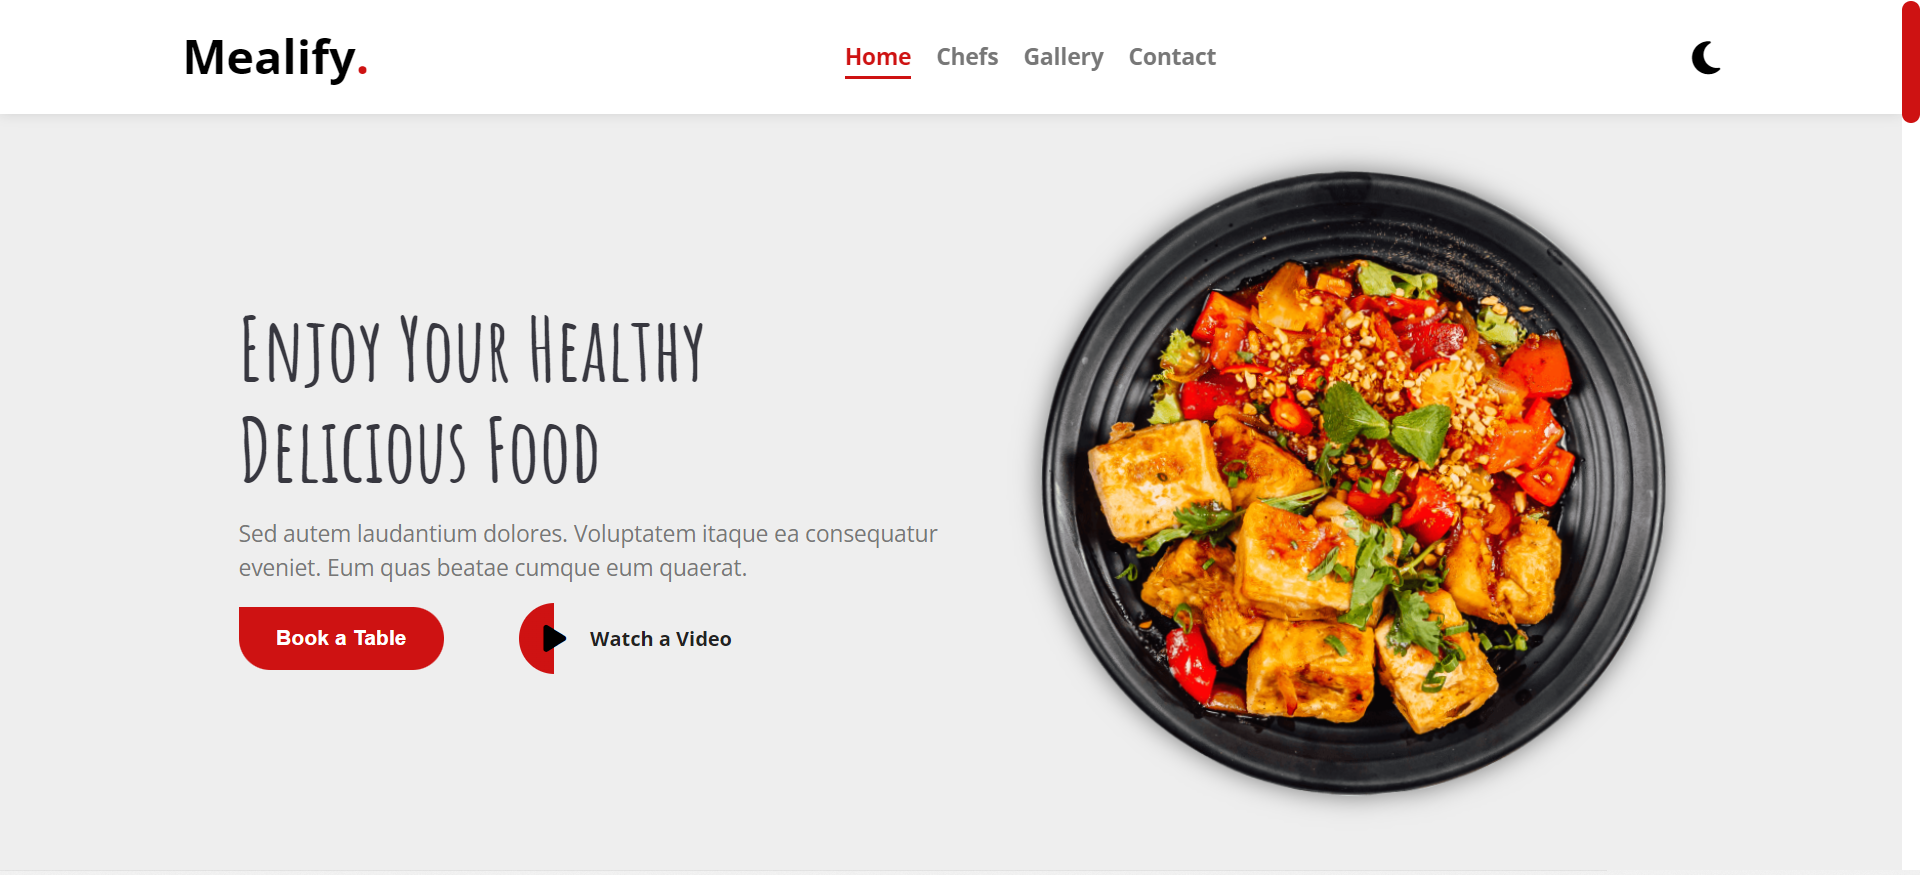 Mealify.
Home Chefs Gallery Contact
Enjoy Your Healthy
Delicious Food
Sed autem laudantium dolores. Voluptatem itaque ea consequatur
eveniet. Eum quas beatae cumque eum quaerat.
Book a Table
Watch a Video